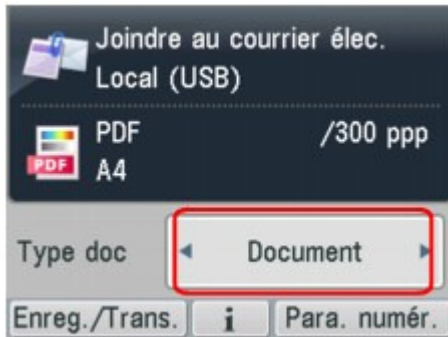 Joindre au courrier élec.
Local (USB)
PDF /300 ppp
PDF
A4
Type doc Document
Enreg./Trans. i Para. numér.